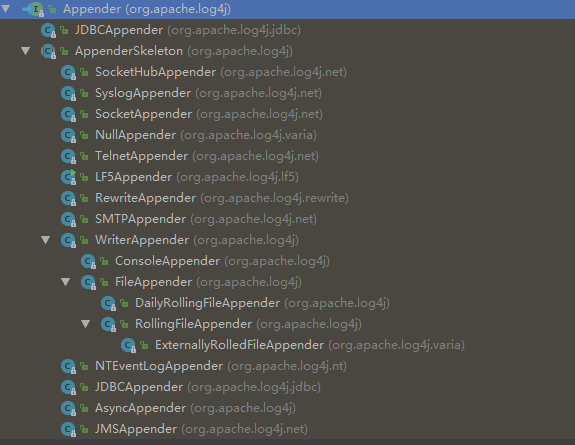 Appender (org.apache.log4j)
JDBCAppender (org.apache.log4j.jdbc)
AppenderSkeleton (org.apache.log4j)
SocketHubAppender (org.apache.log4j.net)
SyslogAppender (org.apache.log4j.net)
SocketAppender (org.apache.log4j.net)
NullAppender (org.apache.log4j.varia)
TelnetAppender (org.apache.log4j.net)
LF5Appender (org.apache.log4j.lf5)
RewriteAppender (org.apache.log4j.rewrite)
SMTPAppender (org.apache.log4j.net)
WriterAppender (org.apache.log4j)
ConsoleAppender (org.apache.log4j)
FileAppender (org.apache.log4j)
DailyRollingFileAppender (org.apache.log4j)
RollingFileAppender (org.apache.log4j)
ExternallyRolledFileAppender (org.apache.log4j.varia)
NTEventLogAppender (org.apache.log4j.nt)
JDBCAppender (org.apache.log4j.jdbc)
AsyncAppender (org.apache.log4j)
JMSAppender (org.apache.log4j.net)